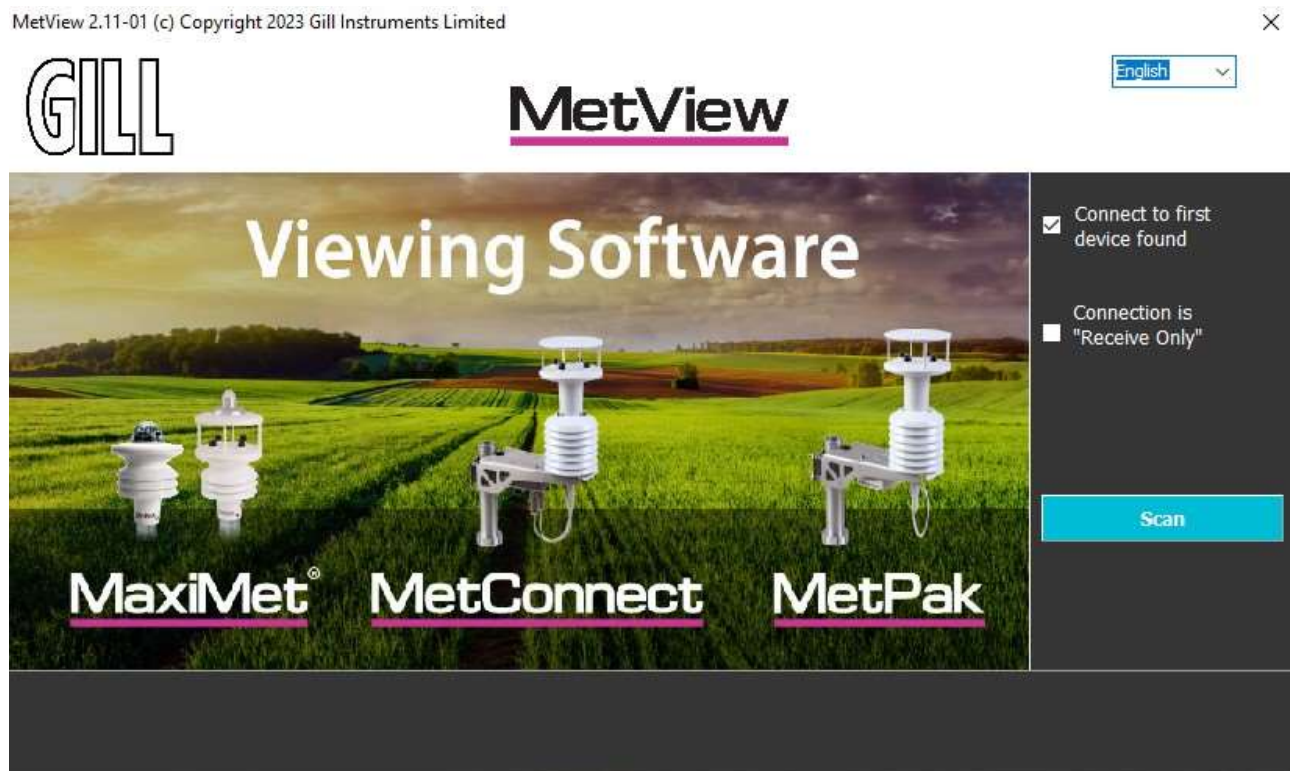 MetView 2.11-01 (c) Copyright 2023 Gill Instruments Limited
GILL
MetView
English
Viewing Software
Connect to first
device found
Connection is
"Receive Only"
Scan
MaxiMet®
MetConnect
MetPak